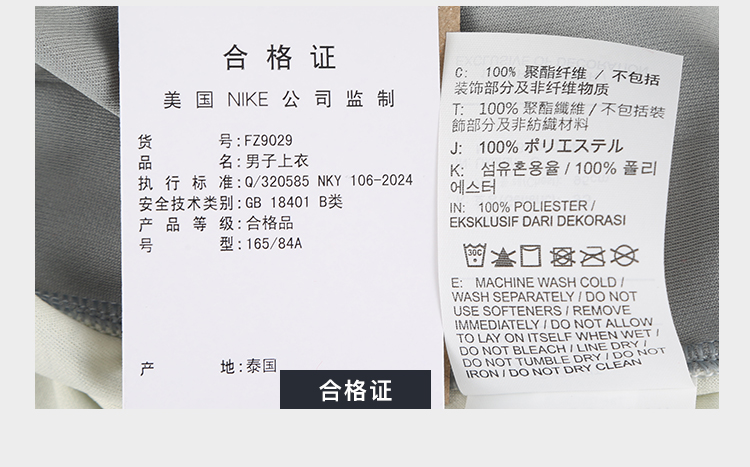 合格证
美国 NIKE 公司监制
货 号:FZ9029
品 名:男子上衣
执行标准:Q/320585 NKY 106-2024
安全技术类别:GB 18401 B类
产品等级:合格品
号 型:165/84A
产 地:泰国
合格证
C: 100% 聚酯纤维 / 不包括
装饰部分及非纤维物质
T: 100% 聚酯纖維 / 不包括裝
飾部分及非紡織材料
J: 100% ポリエステル
K: 섬유혼용율 / 100% 폴리
에스터
IN: 100% POLIESTER /
EKSKLUSIF DARI DEKORASI
30°
E: MACHINE WASH COLD /
WASH SEPARATELY / DO NOT
USE SOFTENERS / REMOVE
IMMEDIATELY / DO NOT ALLOW
TO LAY ON ITSELF WHEN WET /
DO NOT BLEACH / LINE DRY /
DO NOT TUMBLE DRY / DO NOT
IRON / DO NOT DRY CLEAN